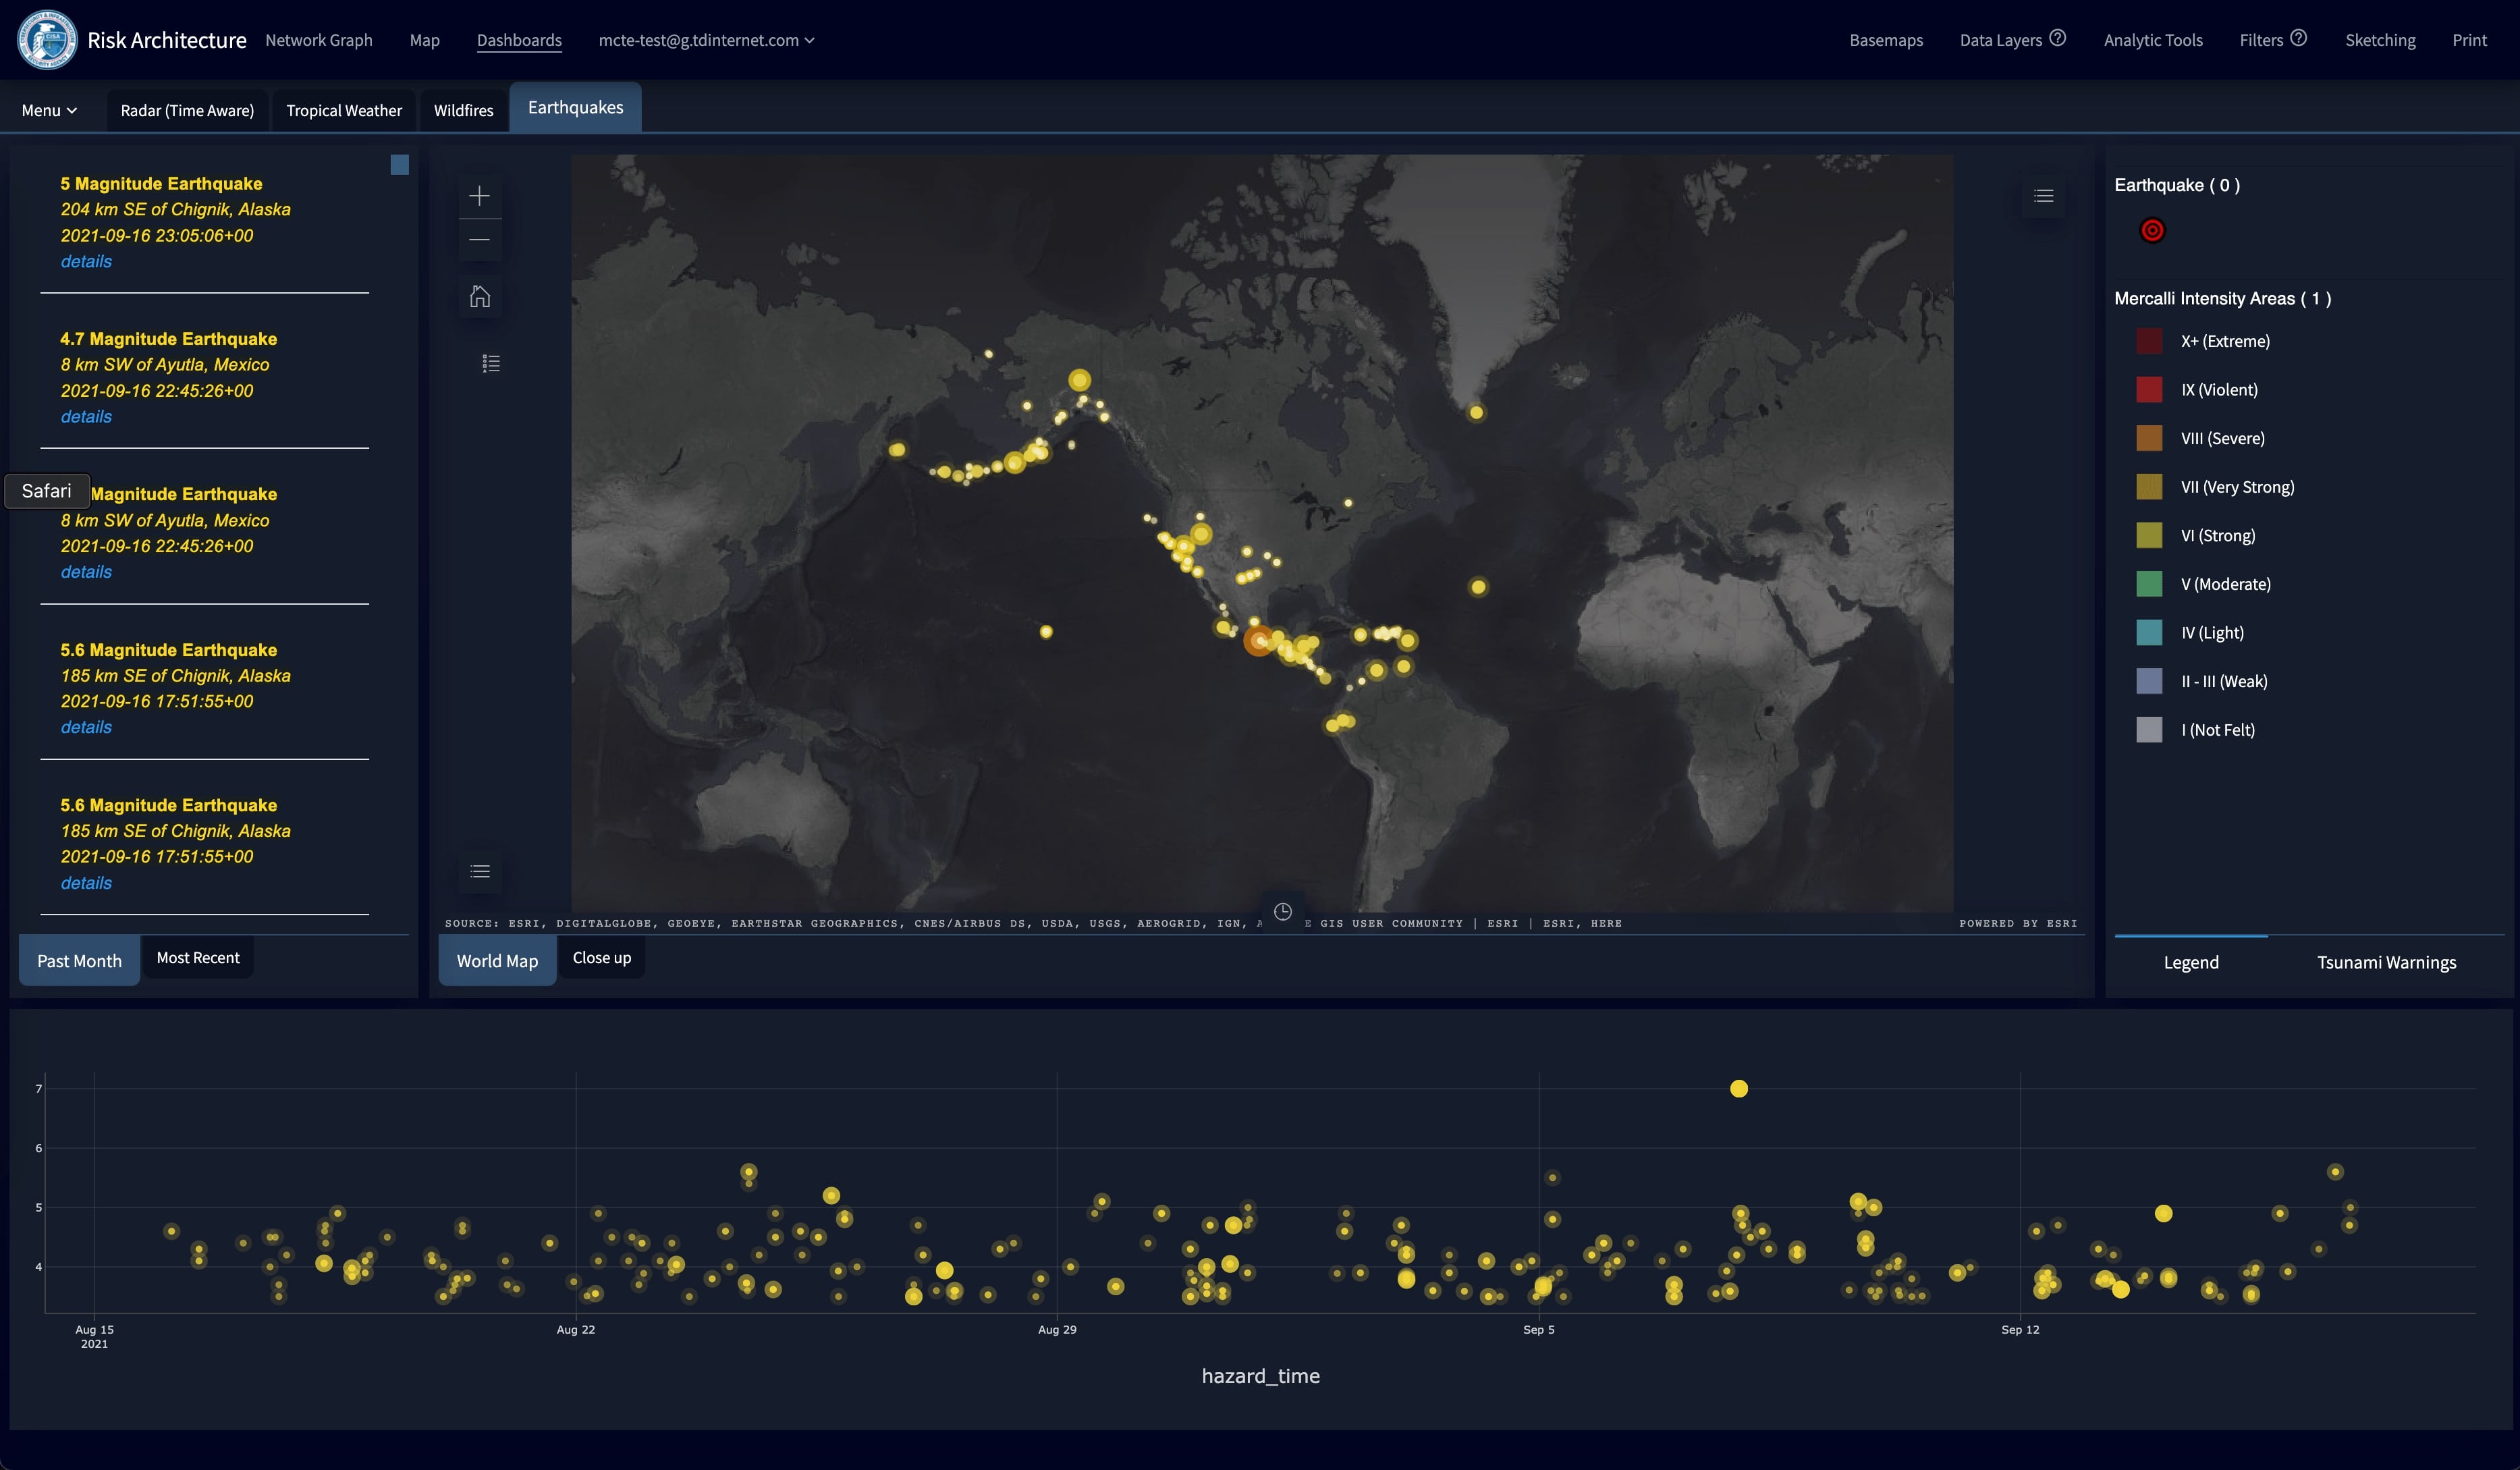 Risk Architecture
Network Graph
Map
Dashboards
mcte-test@g.tdinternet.com
Basemaps
Data Layers ?
Analytic Tools
Filters ?
Sketching
Print
Menu
Radar (Time Aware)
Tropical Weather
Wildfires
Earthquakes
5 Magnitude Earthquake
204 km SE of Chignik, Alaska
2021-09-16 23:05:06+00
details
4.7 Magnitude Earthquake
8 km SW of Ayutla, Mexico
2021-09-16 22:45:26+00
details
Safari
Magnitude Earthquake
8 km SW of Ayutla, Mexico
2021-09-16 22:45:26+00
details
5.6 Magnitude Earthquake
185 km SE of Chignik, Alaska
2021-09-16 17:51:55+00
details
5.6 Magnitude Earthquake
185 km SE of Chignik, Alaska
2021-09-16 17:51:55+00
details
Past Month
Most Recent
SOURCE: ESRI, DIGITALGLOBE, GEOEYE, EARTHSTAR GEOGRAPHICS, CNES/AIRBUS DS, USDA, USGS, AEROGRID, IGN, A E GIS USER COMMUNITY | ESRI | ESRI, HERE
POWERED BY ESRI
World Map
Close up
Earthquake ( 0 )
Mercalli Intensity Areas ( 1 )
X+ (Extreme)
IX (Violent)
VIII (Severe)
VII (Very Strong)
VI (Strong)
V (Moderate)
IV (Light)
II - III (Weak)
I (Not Felt)
Legend
Tsunami Warnings
7
6
5
4
Aug 15
2021
Aug 22
Aug 29
Sep 5
Sep 12
hazard_time